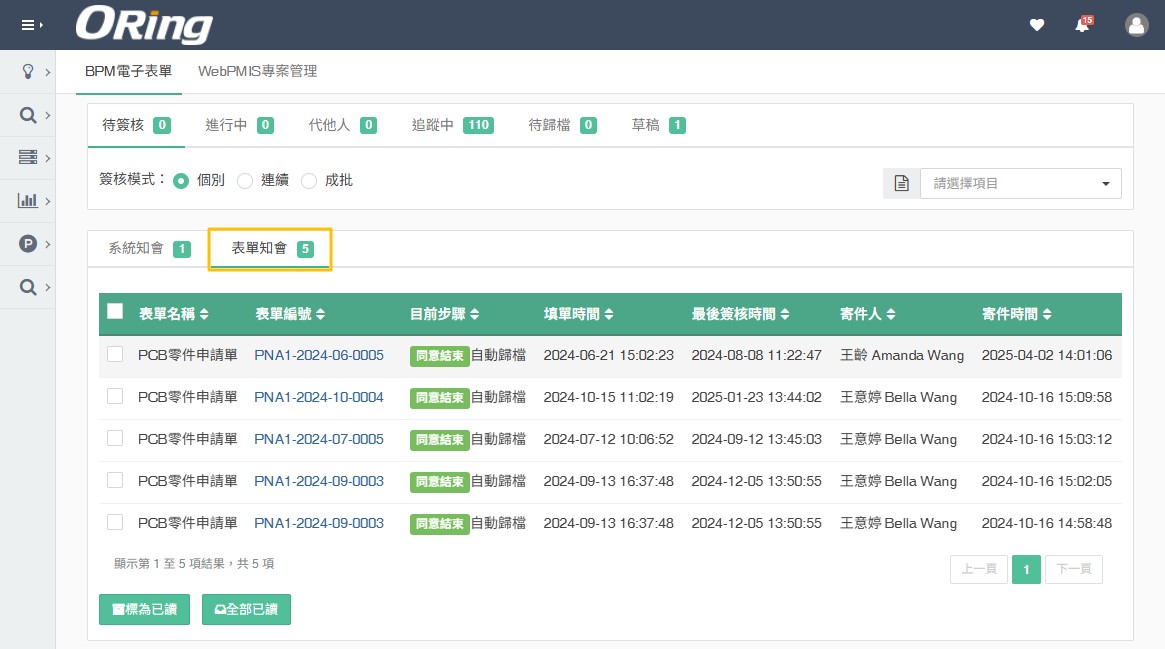 ORing
15
BPM電子表單 WebPMIS專案管理
待簽核 0 進行中 0 代他人 0 追蹤中 110 待歸檔 0 草稿 1
簽核模式： 個別 連續 成批 請選擇項目
P
系統知會 1 表單知會 5
表單名稱 表單編號 目前步驟 填單時間 最後簽核時間 寄件人 寄件時間
PCB零件申請單 PNA1-2024-06-0005 同意結束 自動歸檔 2024-06-21 15:02:23 2024-08-08 11:22:47 王齡 Amanda Wang 2025-04-02 14:01:06
PCB零件申請單 PNA1-2024-10-0004 同意結束 自動歸檔 2024-10-15 11:02:19 2025-01-23 13:44:02 王意婷 Bella Wang 2024-10-16 15:09:58
PCB零件申請單 PNA1-2024-07-0005 同意結束 自動歸檔 2024-07-12 10:06:52 2024-09-12 13:45:03 王意婷 Bella Wang 2024-10-16 15:03:12
PCB零件申請單 PNA1-2024-09-0003 同意結束 自動歸檔 2024-09-13 16:37:48 2024-12-05 13:50:55 王意婷 Bella Wang 2024-10-16 15:02:05
PCB零件申請單 PNA1-2024-09-0003 同意結束 自動歸檔 2024-09-13 16:37:48 2024-12-05 13:50:55 王意婷 Bella Wang 2024-10-16 14:58:48
顯示第 1 至 5 項結果，共 5 項
上一頁 1 下一頁
標為已讀 全部已讀